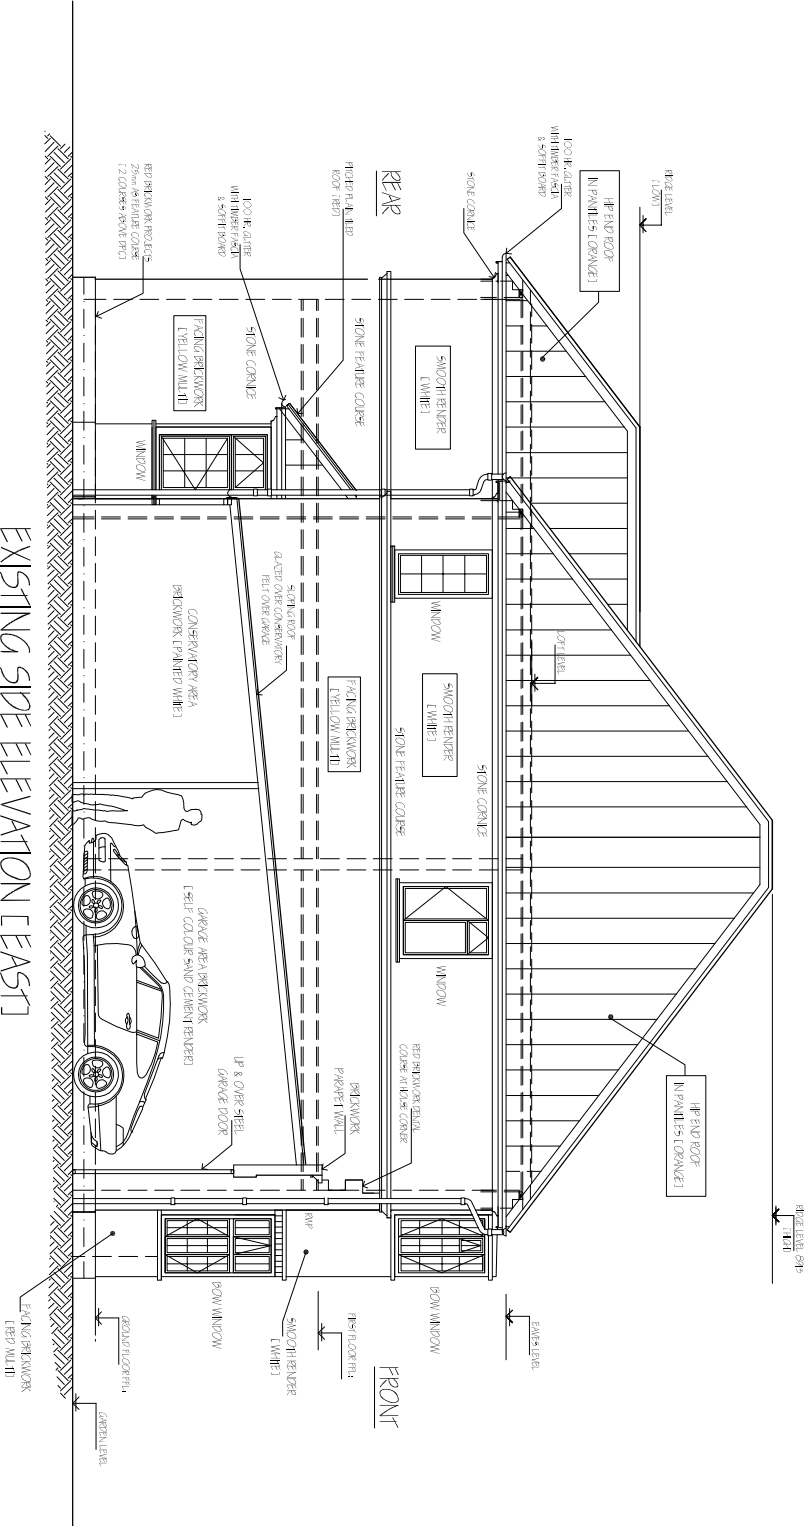 RIDGE LEVEL
[HIGH]
RIDGE LEVEL
[LOW]
HIP END ROOF
IN PANTILES [ORANGE]
HIP END ROOF
IN PANTILES [ORANGE]
100 HR. GUTTER
WITH TIMBER FASCIA
& SOFFIT BOARD
LOFT LEVEL
EAVES LEVEL
STONE CORNICE
STONE CORNICE
SMOOTH RENDER
[WHITE]
SMOOTH RENDER
[WHITE]
WINDOW
WINDOW
BOW WINDOW
REAR
FRONT
STONE FEATURE COURSE
STONE FEATURE COURSE
RED BRICKWORK DETAIL
COURSE AT HOUSE CORNER
PITCHED PLAIN TILED
ROOF [RED]
FACING BRICKWORK
[YELLOW MULTI]
BRICKWORK
PARAPET WALL
FIRST FLOOR FFL:
RWP
SMOOTH RENDER
[WHITE]
100 HR. GUTTER
WITH TIMBER FASCIA
& SOFFIT BOARD
STONE CORNICE
SLOPING ROOF
GLAZED OVER CONSERVATORY
FELT OVER GARAGE
UP & OVER STEEL
GARAGE DOOR
BOW WINDOW
FACING BRICKWORK
[YELLOW MULTI]
WINDOW
CONSERVATORY AREA
BRICKWORK [PAINTED WHITE]
GARAGE AREA BRICKWORK
[SELF COLOUR SAND CEMENT RENDER]
RED BRICKWORK PROJECTS
25mm AS FEATURE COURSE
[2 COURSES ABOVE DPC]
GROUND FLOOR FFL:
GARDEN LEVEL
FACING BRICKWORK
[RED MULTI]
EXISTING SIDE ELEVATION [EAST]